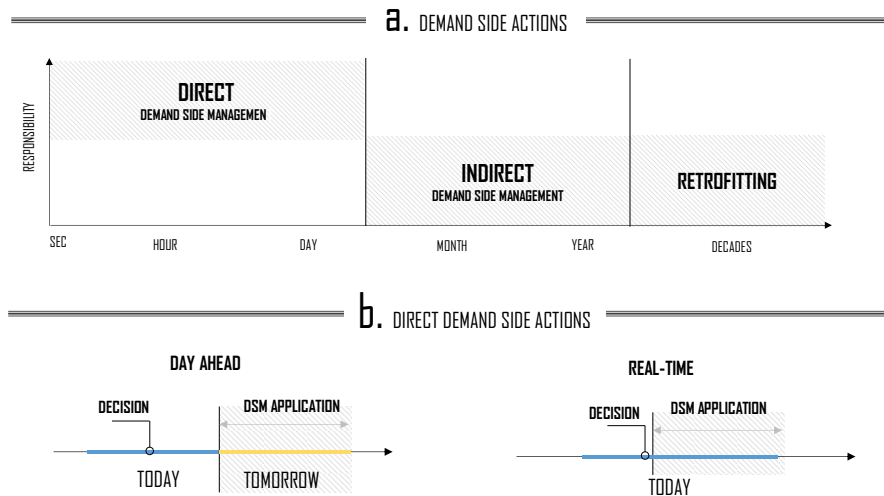 a. DEMAND SIDE ACTIONS
RESPONSIBILITY
DIRECT
DEMAND SIDE MANAGEMEN
INDIRECT
DEMAND SIDE MANAGEMENT
RETROFITTING
SEC
HOUR
DAY
MONTH
YEAR
DECADES
b. DIRECT DEMAND SIDE ACTIONS
DAY AHEAD
DECISION
DSM APPLICATION
TODAY
TOMORROW
REAL-TIME
DECISION
DSM APPLICATION
TODAY